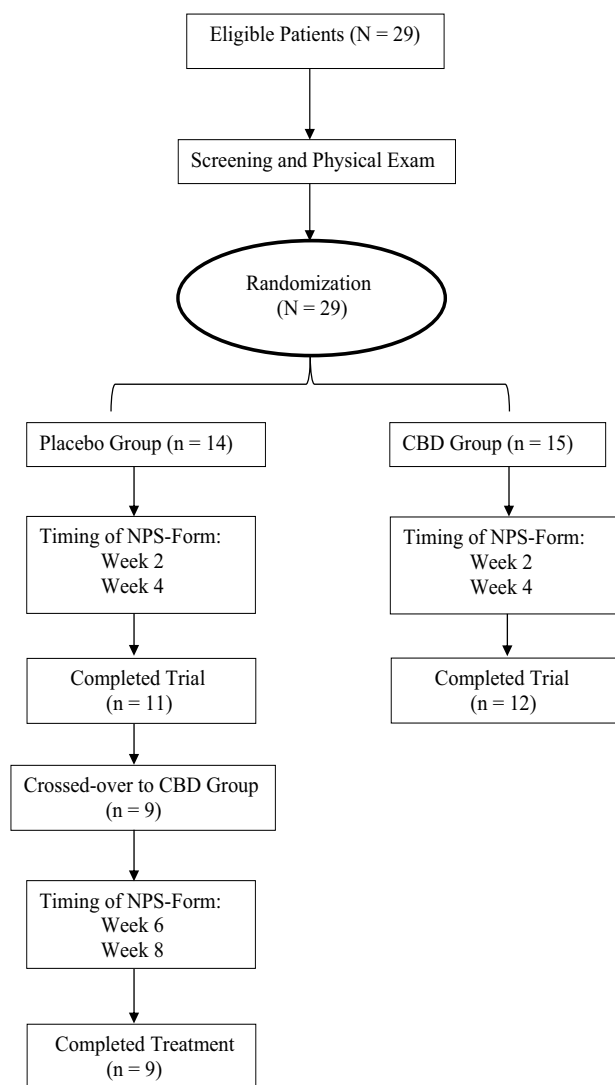 Eligible Patients (N = 29)
Screening and Physical Exam
Randomization
(N = 29)
Placebo Group (n = 14)
CBD Group (n = 15)
Timing of NPS-Form:
Week 2
Week 4
Timing of NPS-Form:
Week 2
Week 4
Completed Trial
(n = 11)
Completed Trial
(n = 12)
Crossed-over to CBD Group
(n = 9)
Timing of NPS-Form:
Week 6
Week 8
Completed Treatment
(n = 9)